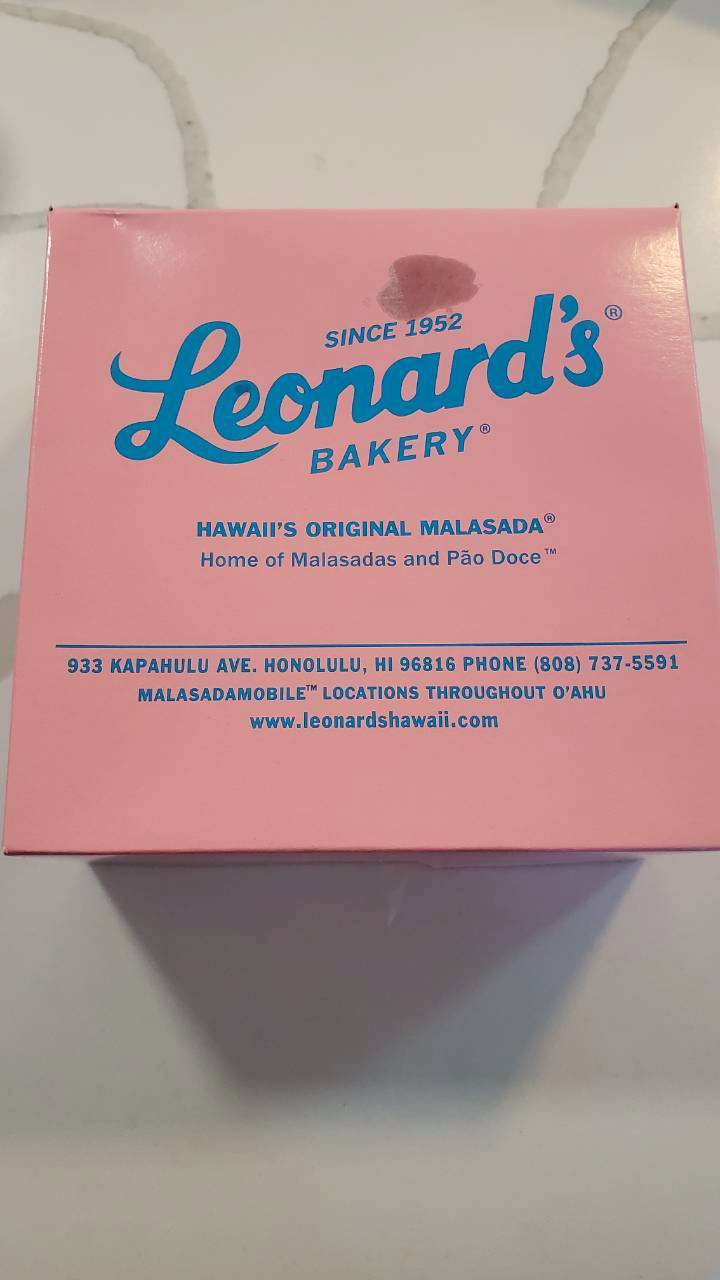 SINCE 1952
Leonard's®
BAKERY®
HAWAII'S ORIGINAL MALASADA®
Home of Malasadas and Pão Doce™
933 KAPAHULU AVE. HONOLULU, HI 96816 PHONE (808) 737-5591
MALASADAMOBILE™ LOCATIONS THROUGHOUT O'AHU
www.leonardshawaii.com